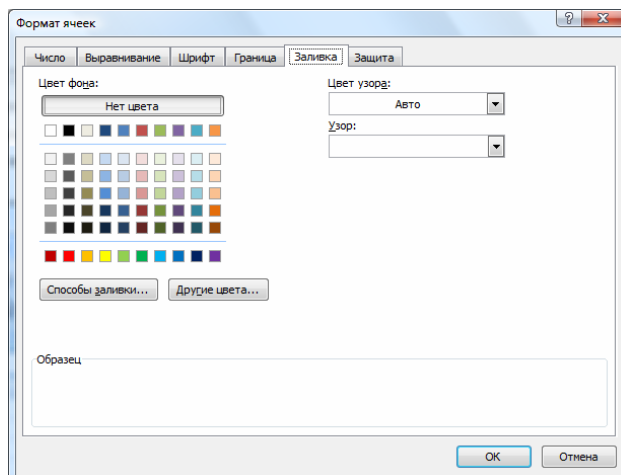 Формат ячеек
Число Выравнивание Шрифт Граница Заливка Защита
Цвет фона:
Нет цвета
Способы заливки... Другие цвета...
Цвет узора:
Авто
Узор:
Образец
ОК Отмена